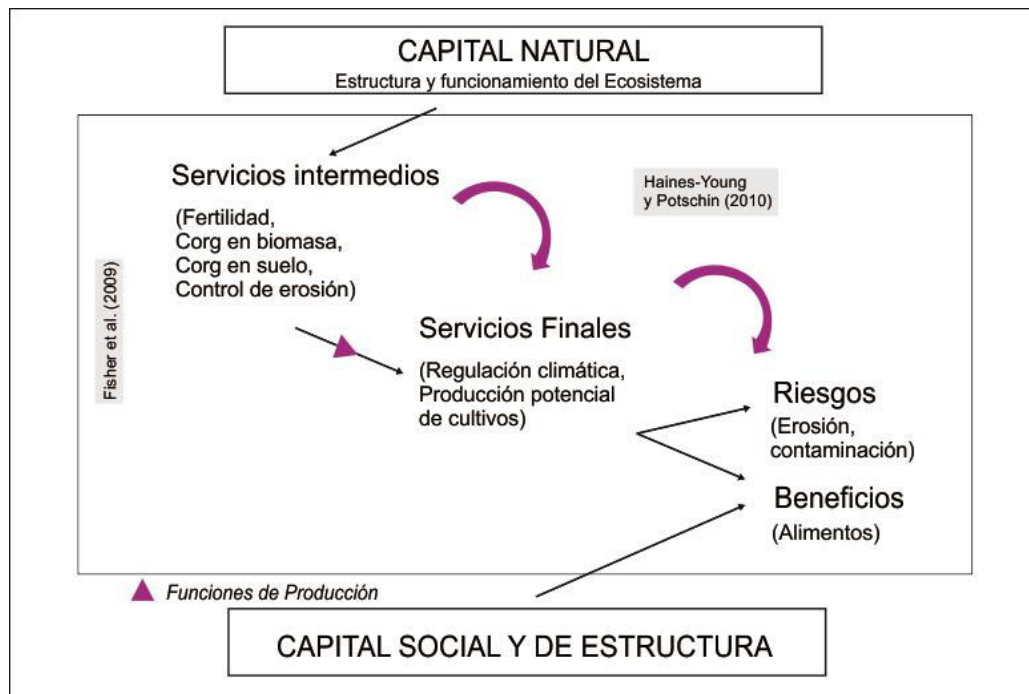 CAPITAL NATURAL
Estructura y funcionamiento del Ecosistema
Servicios intermedios
(Fertilidad,
Corg en biomasa,
Corg en suelo,
Control de erosión)
Haines-Young
y Potschin (2010)
Fisher et al. (2009)
Servicios Finales
(Regulación climática,
Producción potencial
de cultivos)
Riesgos
(Erosión,
contaminación)
Beneficios
(Alimentos)
Funciones de Producción
CAPITAL SOCIAL Y DE ESTRUCTURA